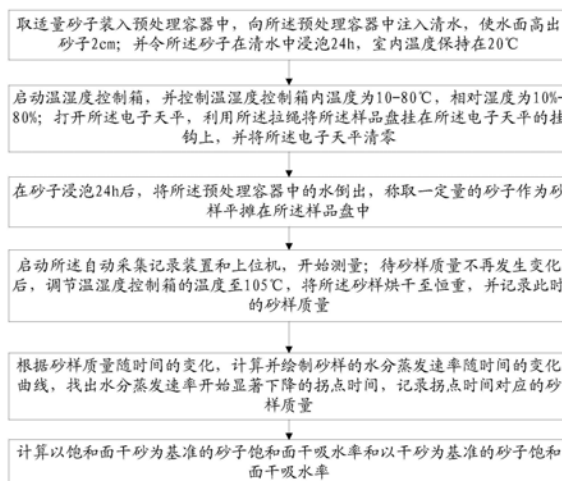 取适量砂子装入预处理容器中，向所述预处理容器中注入清水，使水面高出
砂子2cm；并令所述砂子在清水中浸泡24h，室内温度保持在20℃
启动温湿度控制箱，并控制温湿度控制箱内温度为10-80℃，相对湿度为10%-
80%；打开所述电子天平，利用所述拉绳将所述样品盘挂在所述电子天平的挂
钩上，并将所述电子天平清零
在砂子浸泡24h后，将所述预处理容器中的水倒出，称取一定量的砂子作为砂
样平摊在所述样品盘中
启动所述自动采集记录装置和上位机，开始测量；待砂样质量不再发生变化
后，调节温湿度控制箱的温度至105℃，将所述砂样烘干至恒重，并记录此时
的砂样质量
根据砂样质量随时间的变化，计算并绘制砂样的水分蒸发速率随时间的变化
曲线，找出水分蒸发速率开始显著下降的拐点时间，记录拐点时间对应的砂
样质量
计算以饱和面干砂为基准的砂子饱和面干吸水率和以干砂为基准的砂子饱和
面干吸水率